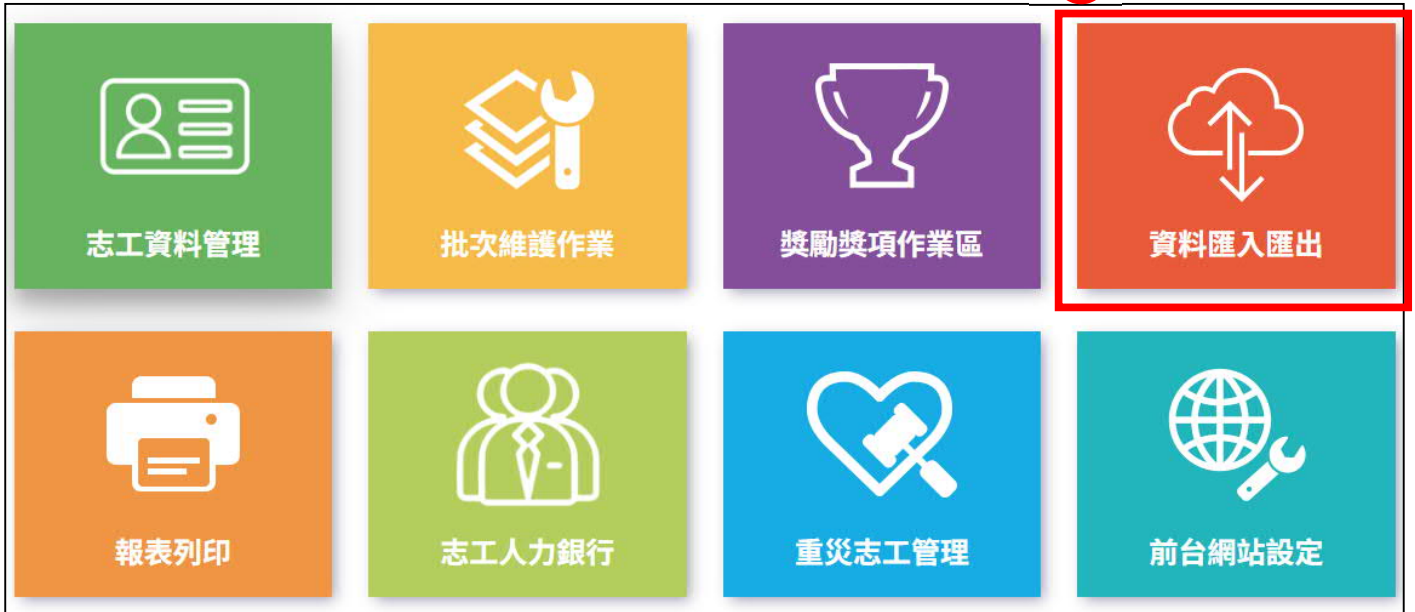 志工資料管理
批次維護作業
獎勵獎項作業區
資料匯入匯出
報表列印
志工人力銀行
重災志工管理
前台網站設定